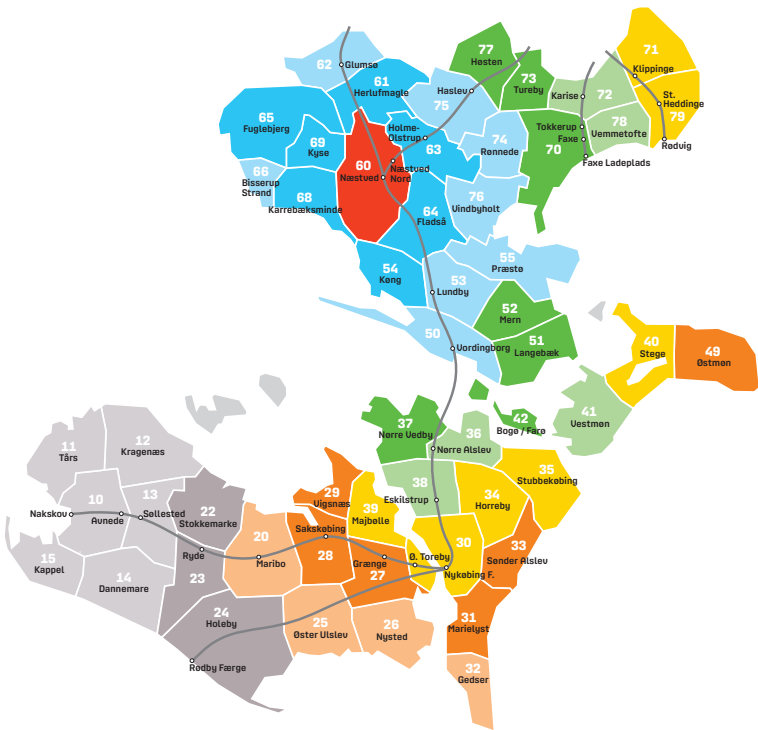 77
Høsten
71
Klippinge
62
Glumsø
61
Herlufmagle
Haslev
75
73
Tureby
Karise
72
St.
Heddinge
79
Rødvig
65
Fuglebjerg
69
Kyse
Holme-
Olstrup
63
74
Rønnede
Tokkerup
Faxe
70
78
Vemmetofte
Faxe Ladeplads
66
Bisserup
Strand
60
Næstved
Næstved
Nord
68
Karrebæksminde
64
Fladså
76
Vindbyholt
54
Køng
53
Lundby
55
Præstø
52
Mern
50
Vordingborg
51
Langebæk
40
Stege
49
Østmøn
41
Vestmøn
42
Bogø / Farø
37
Nørre Vedby
36
Nørre Alslev
11
Tårs
12
Kragenæs
38
Eskilstrup
35
Stubbekøbing
34
Horreby
10
Nakskov
Avnede
13
Søllested
22
Stokkemarke
29
Vigsnæs
39
Majbølle
Sakskøbing
20
Maribo
28
Grænge
27
Ø. Toreby
30
Nykøbing F.
33
Sønder Alslev
15
Kappel
14
Dannemare
Ryde
23
24
Holeby
Rødby Færge
25
Øster Ulslev
26
Nysted
31
Marielyst
32
Gedser